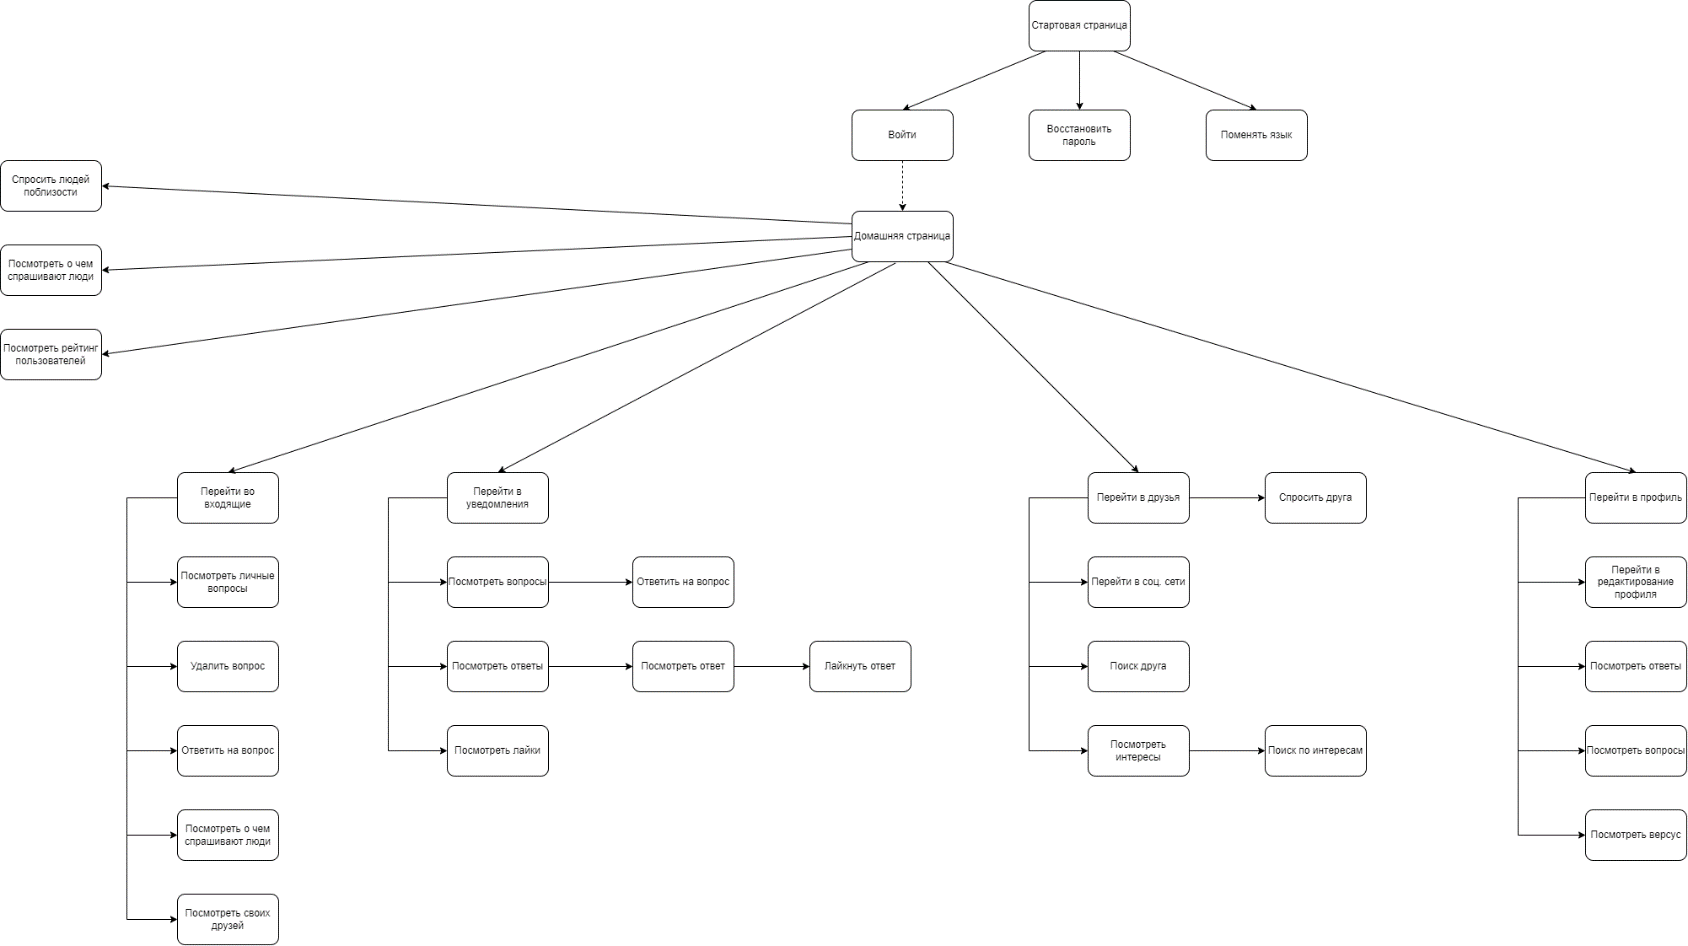 Стартовая страница
Войти
Восстановить
пароль
Поменять язык
Спросить людей
поблизости
Домашняя страница
Посмотреть о чем
спрашивают люди
Посмотреть рейтинг
пользователей
Перейти во
входящие
Перейти в
уведомления
Перейти в друзья
Спросить друга
Перейти в профиль
Посмотреть личные
вопросы
Посмотреть вопросы
Ответить на вопрос
Перейти в соц. сети
Перейти в
редактирование
профиля
Удалить вопрос
Посмотреть ответы
Посмотреть ответ
Лайкнуть ответ
Поиск друга
Посмотреть ответы
Ответить на вопрос
Посмотреть лайки
Посмотреть
интересы
Поиск по интересам
Посмотреть вопросы
Посмотреть о чем
спрашивают люди
Посмотреть версус
Посмотреть своих
друзей